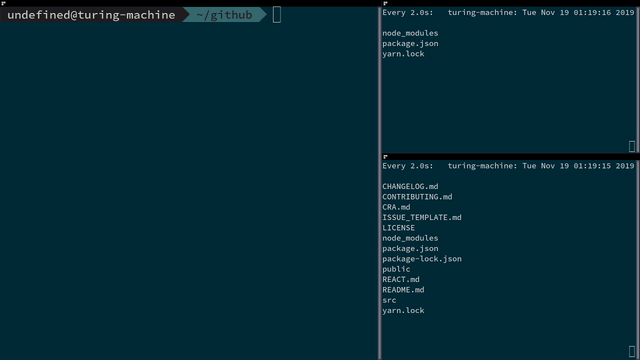 undefined@turing-machine ~/github
Every 2.0s: turing-machine: Tue Nov 19 01:19:16 2019
node_modules
package.json
yarn.lock
Every 2.0s: turing-machine: Tue Nov 19 01:19:15 2019
CHANGELOG.md
CONTRIBUTING.md
CRA.md
ISSUE_TEMPLATE.md
LICENSE
node_modules
package.json
package-lock.json
public
REACT.md
README.md
src
yarn.lock